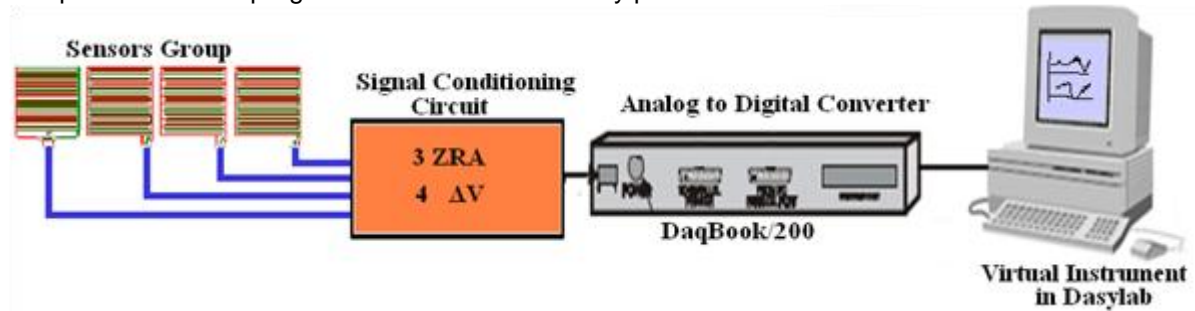 Sensors Group
Signal Conditioning
Circuit
3 ZRA
4 ΔV
Analog to Digital Converter
POWER
DaqBook/200
Virtual Instrument
in Dasylab